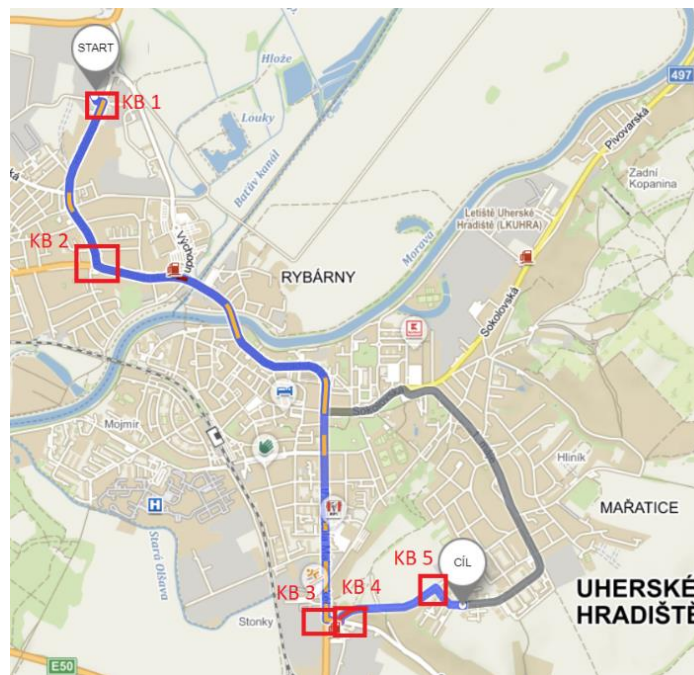 START
KB 1
Hlože
Louky
Baťův kanál
497
Pivovarská
Zadní
Kopanina
Letiště Uherské
Hradiště (LKUHRA)
KB 2
Východní
RYBÁRNY
Morava
Sokolovská
Mojmír
Sokolovská
Hliník
MAŘATICE
Stará Olšava
H
KB 5
CÍL
KB 3
KB 4
Stonky
UHERSKÉ
HRADIŠTĚ
E50